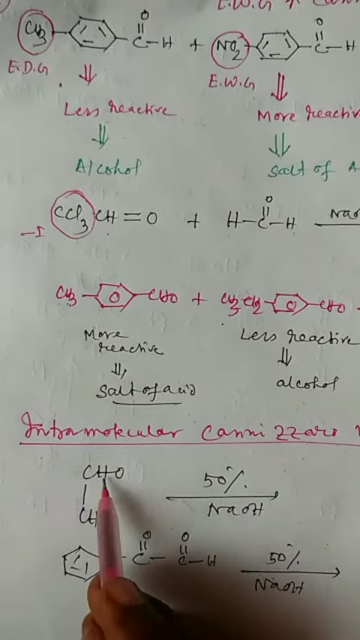 E.W.G +
CH3 C O H + NO2 C O H
E.D.G E.W.G
Less reactive More
Alcohol Salt of
-I CCl3 CH=O + H-C-H O
CH3 CHO + CH3CH2 CHO
More reactive Less reactive
Salt of acid alcohol
Intramolecular Cannizzaro
CHO 50%
NaOH
C O C O H 50%
NaOH